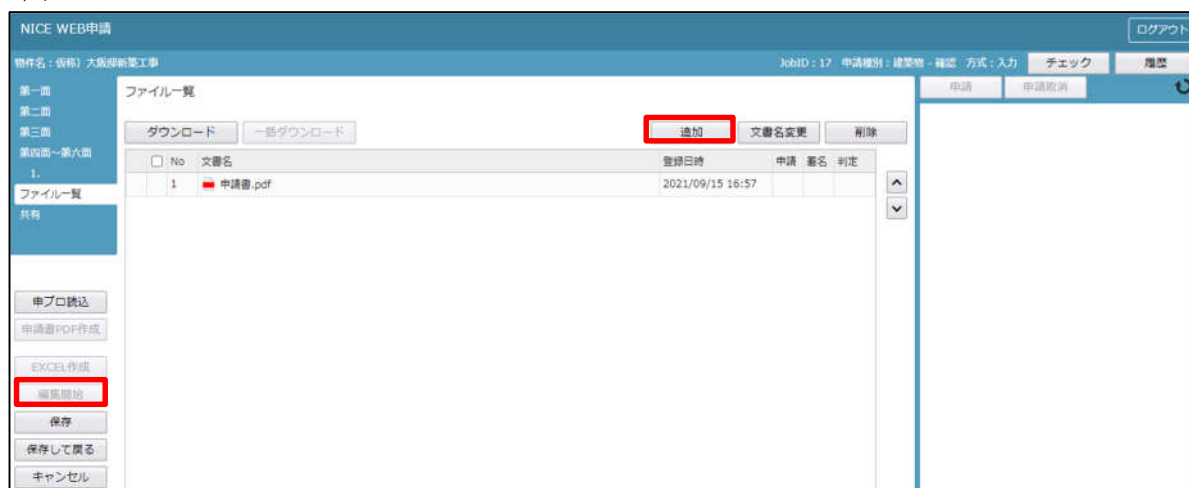 NICE WEB申請
ログアウト
物件名：仮称）大阪邸新築工事
JobID：17 申請種別：建築物 - 確認 方式：入力
チェック
履歴
第一面
第二面
第三面
第四面～第六面
1.
ファイル一覧
共有
ファイル一覧
申請
申請取消
ダウンロード
一括ダウンロード
追加
文書名変更
削除
No 文書名 登録日時 申請 署名 判定
1 申請書.pdf 2021/09/15 16:57
申プロ読込
申請書PDF作成
EXCEL作成
編集開始
保存
保存して戻る
キャンセル